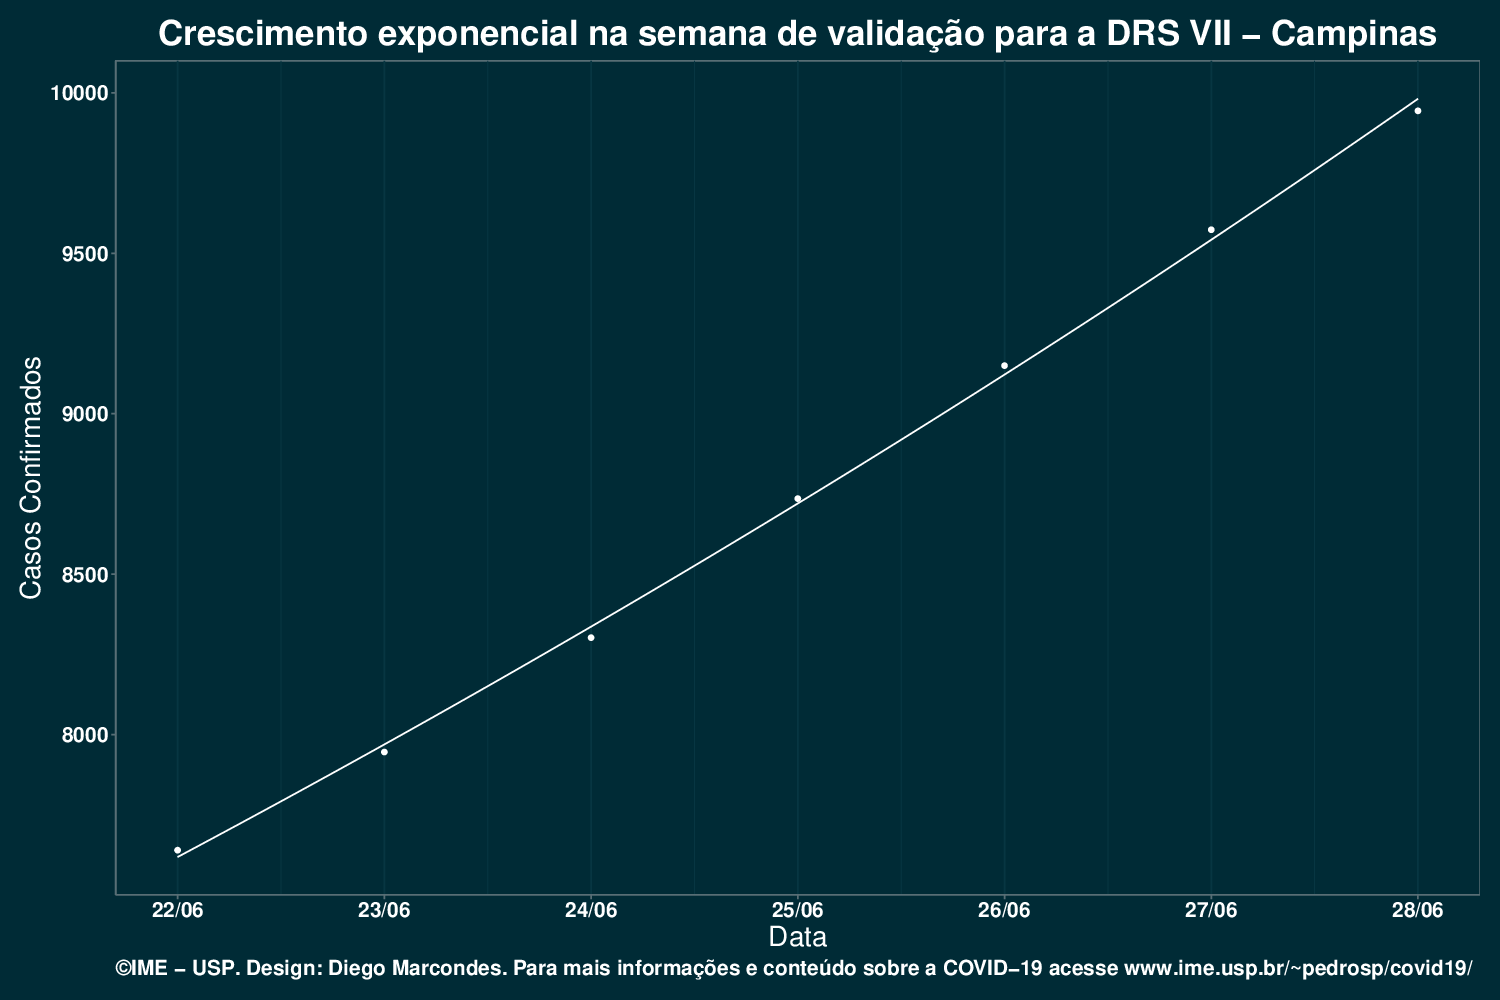 Crescimento exponencial na semana de validação para a DRS VII – Campinas
10000
9500
9000
8500
8000
Casos Confirmados
22/06 23/06 24/06 25/06 26/06 27/06 28/06
Data
©IME – USP. Design: Diego Marcondes. Para mais informações e conteúdo sobre a COVID–19 acesse www.ime.usp.br/~pedrosp/covid19/